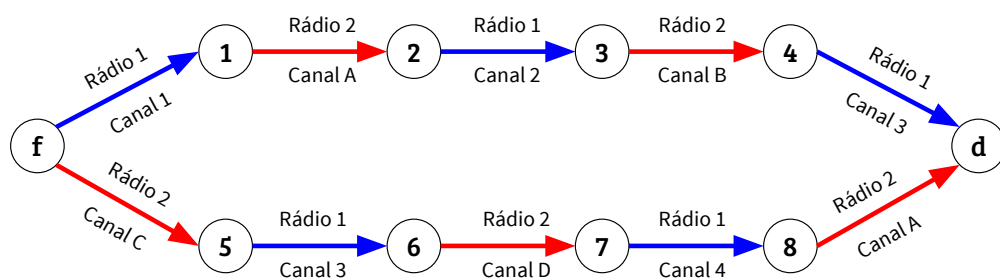 Rádio 2 Rádio 1 Rádio 2
1 2 3 4
Rádio 1 Canal A Canal 2 Canal B Rádio 1
Canal 1 Canal 3
f d
Rádio 2 Rádio 2
Canal C Rádio 1 Rádio 2 Rádio 1 Canal A
5 6 7 8
Canal 3 Canal D Canal 4